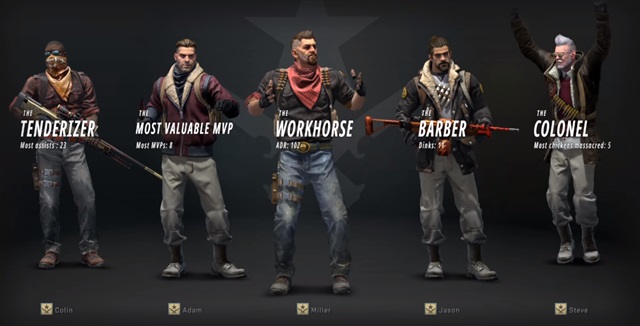 THE
TENDERIZER
Most assists : 23
THE
MOST VALUABLE MVP
Most MVPs: 8
THE
WORKHORSE
ADR: 102
THE
BARBER
Dinks:
THE
COLONEL
Most chickens massacred: 5
Colin
Adam
Miller
Jason
Steve